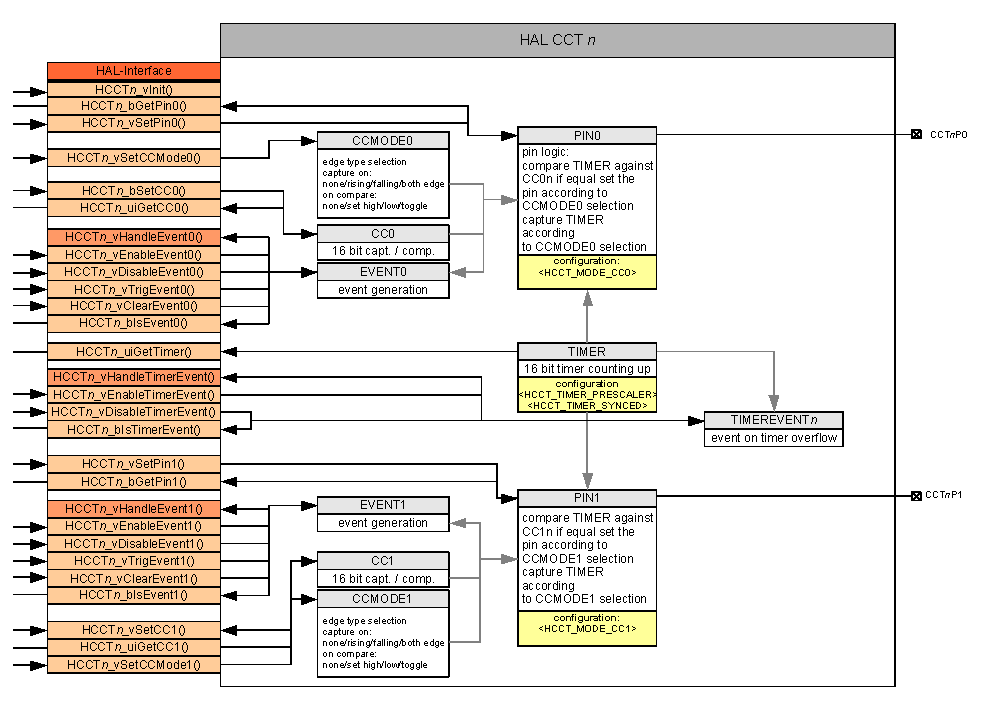 HAL CCT n
HAL-Interface
HCCTn_vInit()
HCCTn_bGetPin0()
HCCTn_vSetPin0()
HCCTn_vSetCCMode0()
HCCTn_bSetCC0()
HCCTn_uiGetCC0()
HCCTn_vHandleEvent0()
HCCTn_vEnableEvent0()
HCCTn_vDisableEvent0()
HCCTn_vTrigEvent0()
HCCTn_vClearEvent0()
HCCTn_bIsEvent0()
HCCTn_uiGetTimer()
HCCTn_vHandleTimerEvent()
HCCTn_vEnableTimerEvent()
HCCTn_vDisableTimerEvent()
HCCTn_bIsTimerEvent()
HCCTn_vSetPin1()
HCCTn_bGetPin1()
HCCTn_vHandleEvent1()
HCCTn_vEnableEvent1()
HCCTn_vDisableEvent1()
HCCTn_vTrigEvent1()
HCCTn_vClearEvent1()
HCCTn_bIsEvent1()
HCCTn_vSetCC1()
HCCTn_uiGetCC1()
HCCTn_vSetCCMode1()
CCMODE0
edge type selection
capture on:
none/rising/falling/both edge
on compare:
none/set high/low/toggle
CC0
16 bit capt. / comp.
EVENT0
event generation
EVENT1
event generation
CC1
16 bit capt. / comp.
CCMODE1
edge type selection
capture on:
none/rising/falling/both edge
on compare:
none/set high/low/toggle
PIN0
pin logic:
compare TIMER against
CC0n if equal set the
pin according to
CCMODE0 selection
capture TIMER
according
to CCMODE0 selection
configuration:
<HCCT_MODE_CC0>
TIMER
16 bit timer counting up
configuration
<HCCT_TIMER_PRESCALER>
<HCCT_TIMER_SYNCED>
TIMEREVENTn
event on timer overflow
PIN1
compare TIMER against
CC1n if equal set the
pin according to
CCMODE1 selection
capture TIMER
according
to CCMODE1 selection
configuration:
<HCCT_MODE_CC1>
CCTnP0
CCTnP1